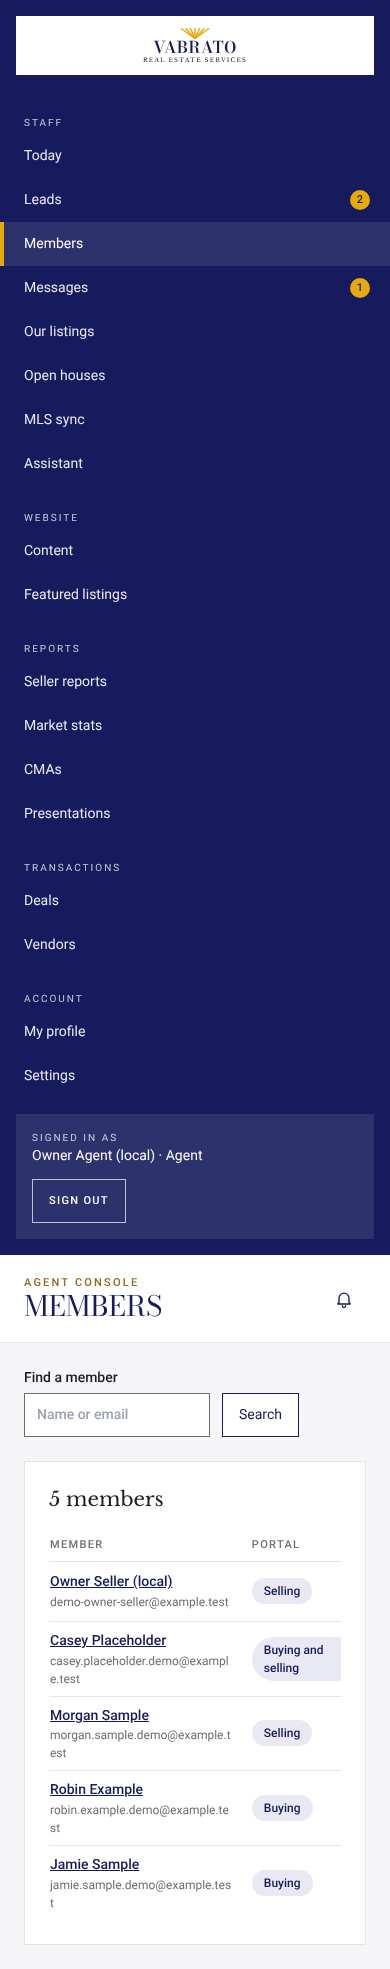 VABRATO
REAL ESTATE SERVICES
STAFF
Today
Leads 2
Members
Messages 1
Our listings
Open houses
MLS sync
Assistant
WEBSITE
Content
Featured listings
REPORTS
Seller reports
Market stats
CMAs
Presentations
TRANSACTIONS
Deals
Vendors
ACCOUNT
My profile
Settings
SIGNED IN AS
Owner Agent (local) · Agent
SIGN OUT
AGENT CONSOLE
MEMBERS
Find a member
Name or email Search
5 members
MEMBER PORTAL
Owner Seller (local)
demo-owner-seller@example.test
Selling
Casey Placeholder
casey.placeholder.demo@exampl
e.test
Buying and
selling
Morgan Sample
morgan.sample.demo@example.t
est
Selling
Robin Example
robin.example.demo@example.te
st
Buying
Jamie Sample
jamie.sample.demo@example.tes
t
Buying